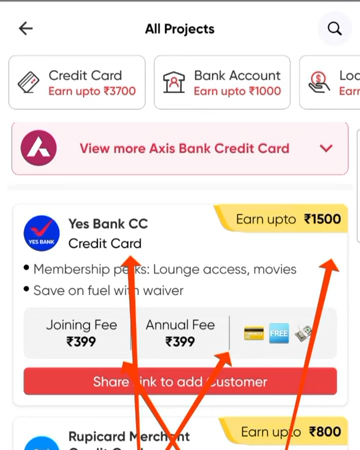 All Projects
Credit Card
Earn upto ₹3700
Bank Account
Earn upto ₹1000
Loa
Earn
View more Axis Bank Credit Card
YES BANK
Yes Bank CC
Credit Card
Earn upto ₹1500
• Membership perks: Lounge access, movies
• Save on fuel with waiver
Joining Fee
₹399
Annual Fee
₹399
FREE
Share Link to add Customer
Rupicard Merchant
Earn upto ₹800